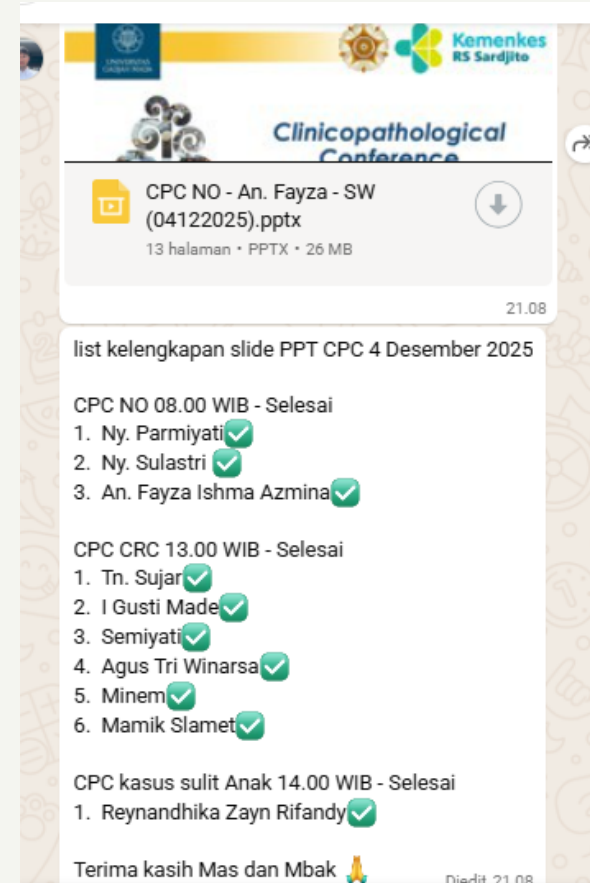 UNIVERSITAS
GADJAH MADA
Kemenkes
RS Sardjito
Clinicopathological
Conference
CPC NO - An. Fayza - SW
(04122025).pptx
13 halaman • PPTX • 26 MB
21.08
list kelengkapan slide PPT CPC 4 Desember 2025
CPC NO 08.00 WIB - Selesai
1. Ny. Parmiyati✅
2. Ny. Sulastri ✅
3. An. Fayza Ishma Azmina✅
CPC CRC 13.00 WIB - Selesai
1. Tn. Sujar✅
2. I Gusti Made✅
3. Semiyati✅
4. Agus Tri Winarsa✅
5. Minem✅
6. Mamik Slamet✅
CPC kasus sulit Anak 14.00 WIB - Selesai
1. Reynandhika Zayn Rifandy✅
Terima kasih Mas dan Mbak 🙏
Diedit 21.08